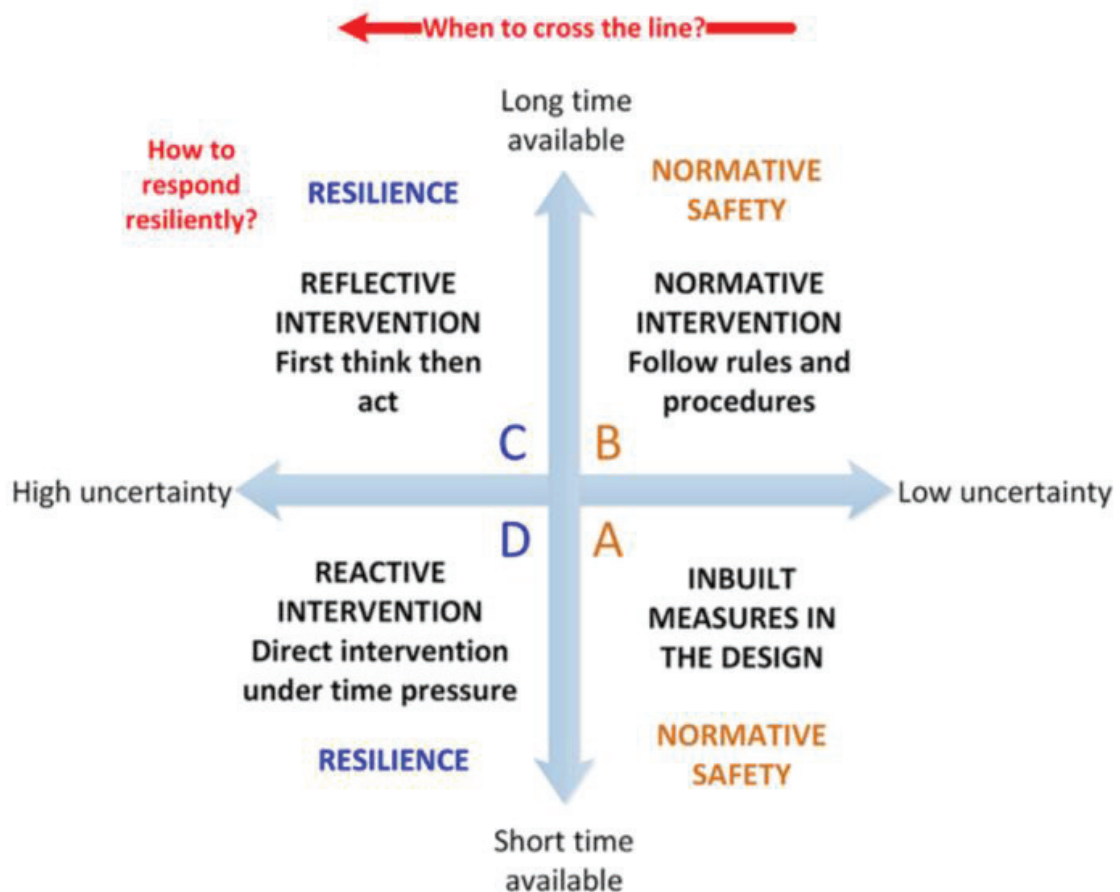 When to cross the line?
Long time
available
How to
respond
resiliently?
RESILIENCE
NORMATIVE
SAFETY
REFLECTIVE
INTERVENTION
First think then
act
NORMATIVE
INTERVENTION
Follow rules and
procedures
C
B
High uncertainty
Low uncertainty
D
A
REACTIVE
INTERVENTION
Direct intervention
under time pressure
INBUILT
MEASURES IN
THE DESIGN
RESILIENCE
NORMATIVE
SAFETY
Short time
available